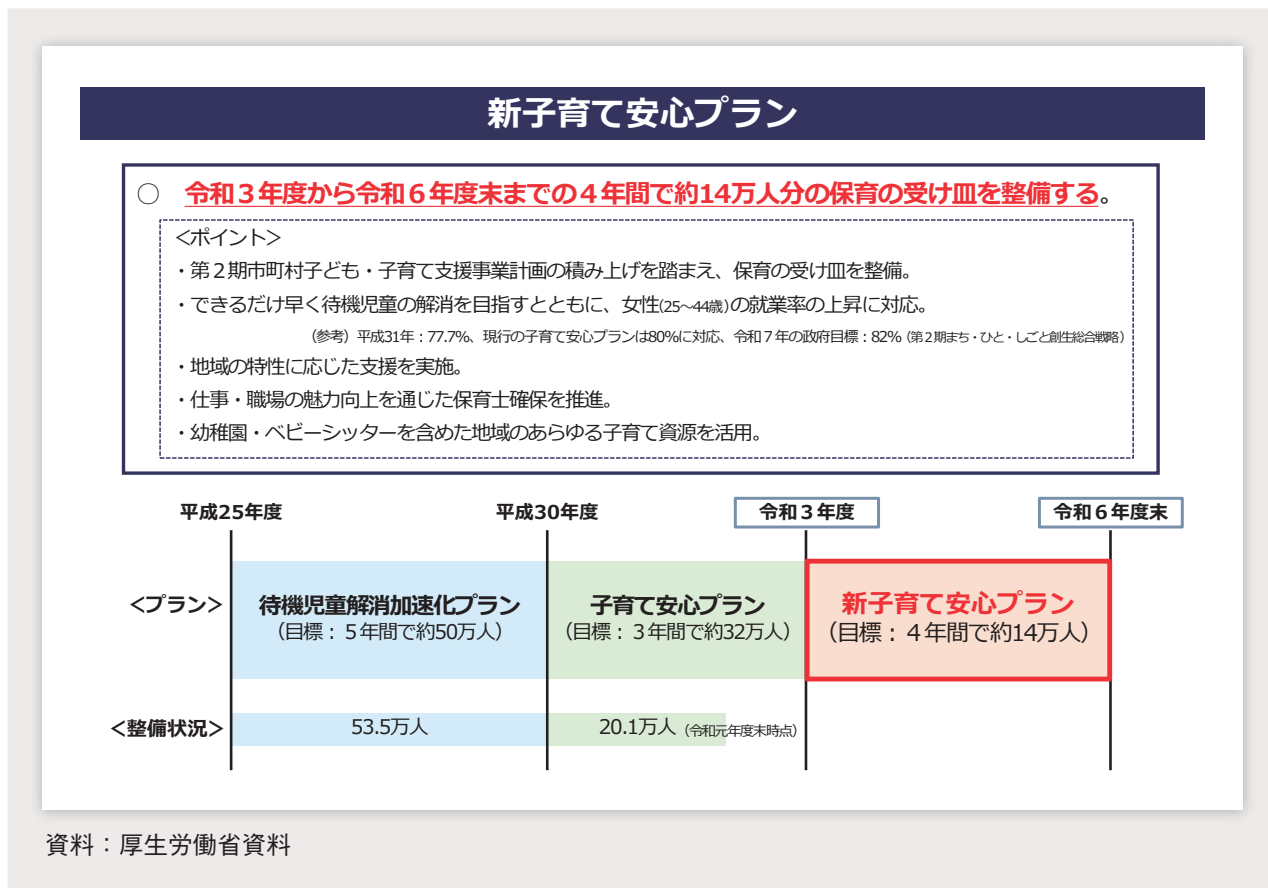 新子育て安心プラン
○ 令和３年度から令和６年度末までの４年間で約14万人分の保育の受け皿を整備する。
＜ポイント＞
・第２期市町村子ども・子育て支援事業計画の積み上げを踏まえ、保育の受け皿を整備。
・できるだけ早く待機児童の解消を目指すとともに、女性(25～44歳)の就業率の上昇に対応。
（参考）平成31年：77.7%、現行の子育て安心プランは80%に対応、令和７年の政府目標：82%（第２期まち・ひと・しごと創生総合戦略）
・地域の特性に応じた支援を実施。
・仕事・職場の魅力向上を通じた保育士確保を推進。
・幼稚園・ベビーシッターを含めた地域のあらゆる子育て資源を活用。
平成25年度 平成30年度 令和３年度 令和６年度末
＜プラン＞ 待機児童解消加速化プラン 子育て安心プラン 新子育て安心プラン
（目標：５年間で約50万人） （目標：３年間で約32万人） （目標：４年間で約14万人）
＜整備状況＞ 53.5万人 20.1万人（令和元年度末時点）
資料：厚生労働省資料